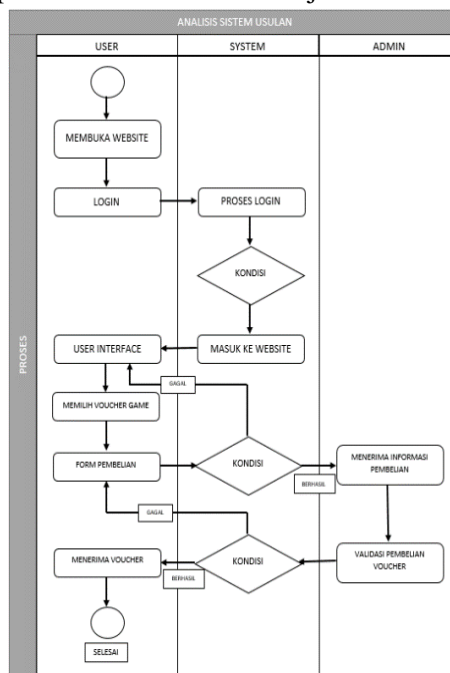 ANALISIS SISTEM USULAN
USER
SYSTEM
ADMIN
PROSES
MEMBUKA WEBSITE
LOGIN
PROSES LOGIN
KONDISI
USER INTERFACE
MASUK KE WEBSITE
GAGAL
MEMILIH VOUCHER GAME
FORM PEMBELIAN
KONDISI
MENERIMA INFORMASI
PEMBELIAN
BERHASIL
GAGAL
MENERIMA VOUCHER
BERHASIL
KONDISI
VALIDASI PEMBELIAN
VOUCHER
SELESAI